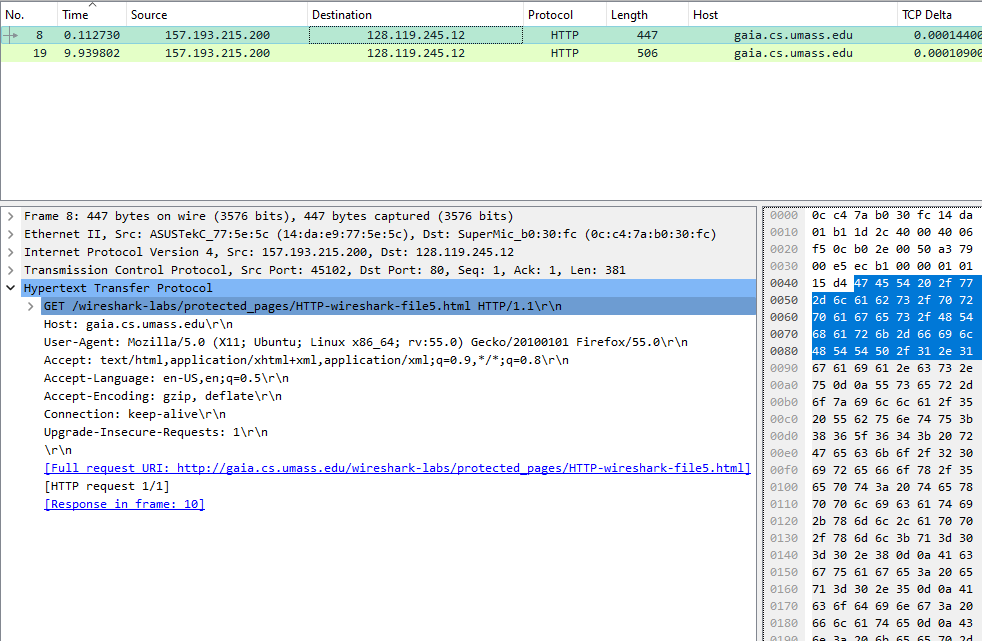 No. Time Source Destination Protocol Length Host TCP Delta
8 0.112730 157.193.215.200 128.119.245.12 HTTP 447 gaia.cs.umass.edu 0.00014400
19 9.939802 157.193.215.200 128.119.245.12 HTTP 506 gaia.cs.umass.edu 0.00010900
Frame 8: 447 bytes on wire (3576 bits), 447 bytes captured (3576 bits)
Ethernet II, Src: ASUSTekC_77:5e:5c (14:da:e9:77:5e:5c), Dst: SuperMic_b0:30:fc (0c:c4:7a:b0:30:fc)
Internet Protocol Version 4, Src: 157.193.215.200, Dst: 128.119.245.12
Transmission Control Protocol, Src Port: 45102, Dst Port: 80, Seq: 1, Ack: 1, Len: 381
Hypertext Transfer Protocol
GET /wireshark-labs/protected_pages/HTTP-wireshark-file5.html HTTP/1.1\r\n
Host: gaia.cs.umass.edu\r\n
User-Agent: Mozilla/5.0 (X11; Ubuntu; Linux x86_64; rv:55.0) Gecko/20100101 Firefox/55.0\r\n
Accept: text/html,application/xhtml+xml,application/xml;q=0.9,*/*;q=0.8\r\n
Accept-Language: en-US,en;q=0.5\r\n
Accept-Encoding: gzip, deflate\r\n
Connection: keep-alive\r\n
Upgrade-Insecure-Requests: 1\r\n
\r\n
[Full request URI: http://gaia.cs.umass.edu/wireshark-labs/protected_pages/HTTP-wireshark-file5.html]
[HTTP request 1/1]
[Response in frame: 10]
0000 0c c4 7a b0 30 fc 14 da
0010 01 b1 1d 2c 40 00 40 06
0020 f5 0c b0 2e 00 50 a3 79
0030 00 e5 ec b1 00 00 01 01
0040 15 d4 47 45 54 20 2f 77
0050 2d 6c 61 62 73 2f 70 72
0060 70 61 67 65 73 2f 48 54
0070 68 61 72 6b 2d 66 69 6c
0080 48 54 54 50 2f 31 2e 31
0090 67 61 69 61 2e 63 73 2e
00a0 75 0d 0a 55 73 65 72 2d
00b0 6f 7a 69 6c 6c 61 2f 35
00c0 20 55 62 75 6e 74 75 3b
00d0 38 36 5f 36 34 3b 20 72
00e0 47 65 63 6b 6f 2f 32 30
00f0 69 72 65 66 6f 78 2f 35
0100 65 70 74 3a 20 74 65 78
0110 70 70 6c 69 63 61 74 69
0120 2b 78 6d 6c 2c 61 70 70
0130 2f 78 6d 6c 3b 71 3d 30
0140 3d 30 2e 38 0d 0a 41 63
0150 67 75 61 67 65 3a 20 65
0160 71 3d 30 2e 35 0d 0a 41
0170 63 6f 64 69 6e 67 3a 20
0180 66 6c 61 74 65 0d 0a 43
0190 6e 3a 20 6b 65 65 70 2d